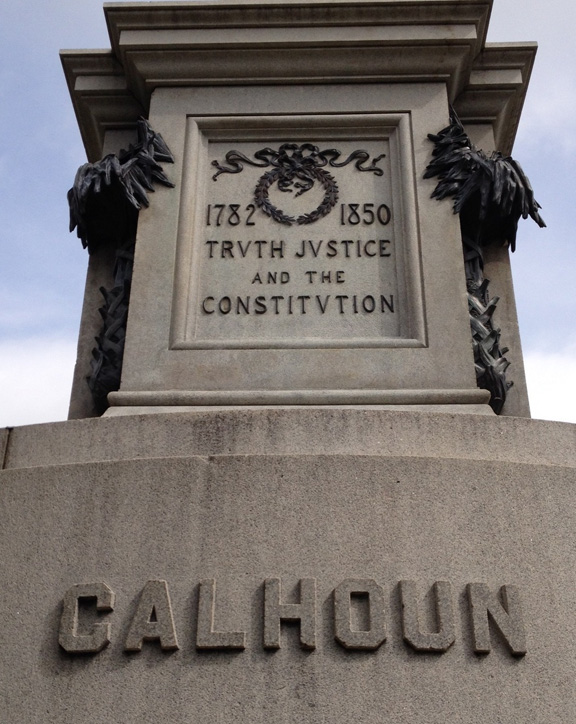 1782 1850
TRVTH JVSTICE
AND THE
CONSTITVTION
CALHOUN